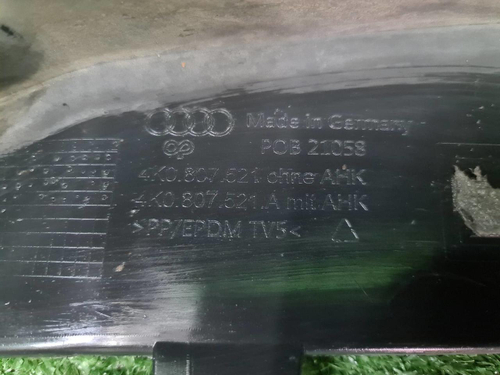 Made in Germany
POB 21058
4K0.807.521 ohne AHK
4K0.807.521.A mit AHK
>PP/EPDM TV5<